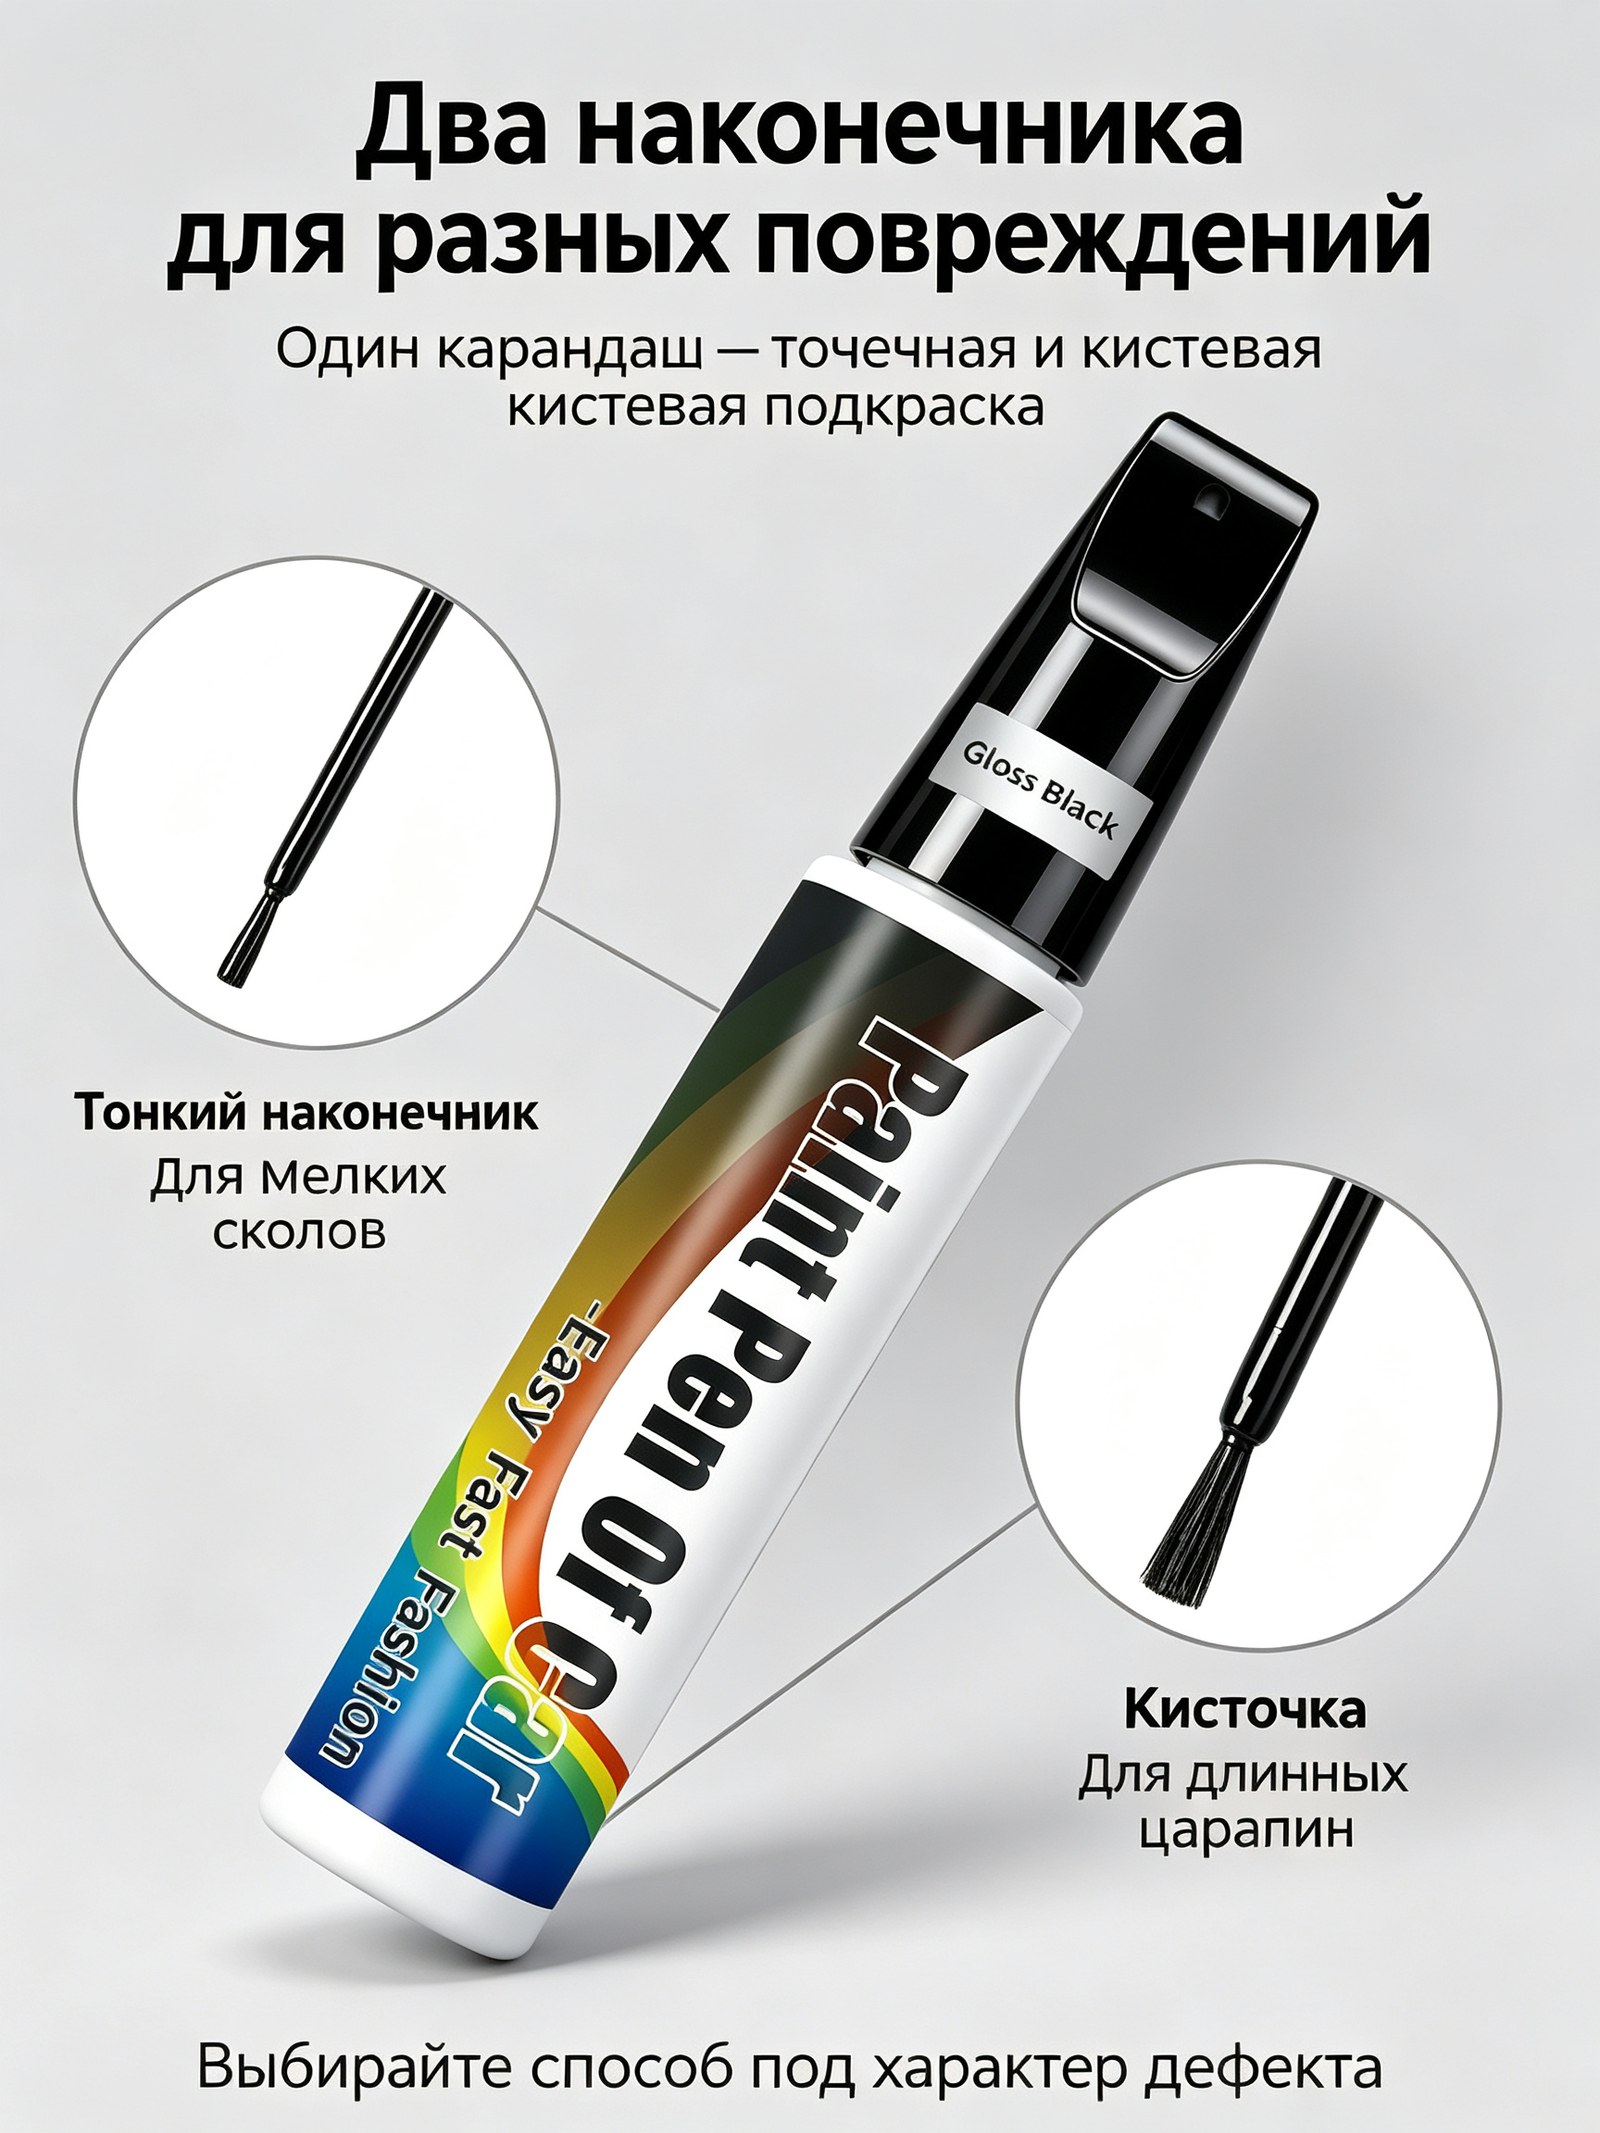 Два наконечника
для разных повреждений
Один карандаш — точечная и кистевая
кистевая подкраска
Gloss Black
Paint Pen Of Car
-Easy Fast Fashion
Тонкий наконечник
Для мелких
сколов
Кисточка
Для длинных
царапин
Выбирайте способ под характер дефекта